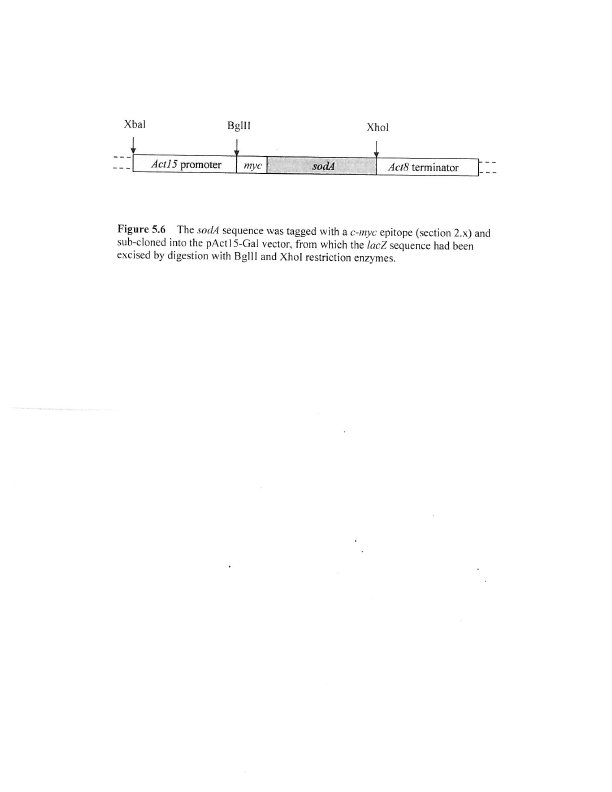 XbaI BglII XhoI
Act15 promoter myc sodA Act8 terminator
Figure 5.6 The sodA sequence was tagged with a c-myc epitope (section 2.x) and
sub-cloned into the pAct15-Gal vector, from which the lacZ sequence had been
excised by digestion with BglII and XhoI restriction enzymes.